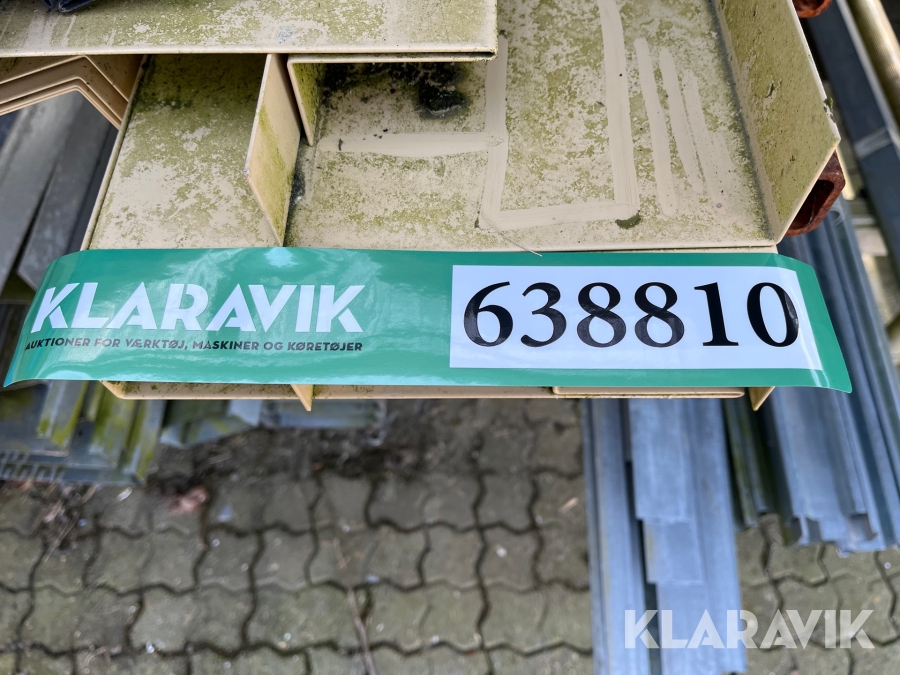 KLARAVIK
AUKTIONER FOR VÆRKTØJ, MASKINER OG KØRETØJER
638810
KLARAVIK